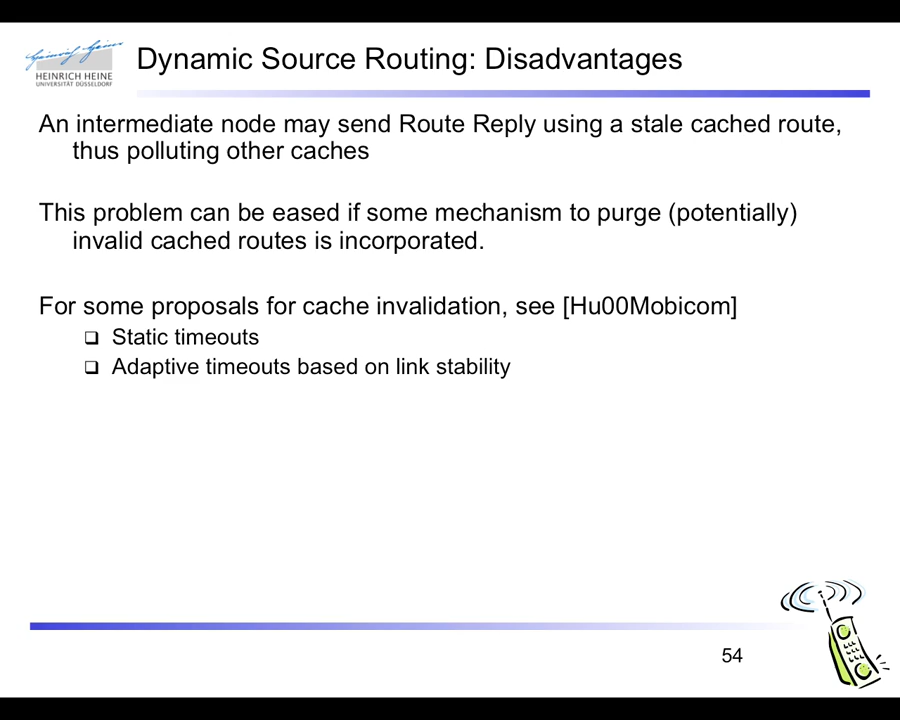 Heinrich Heine
HEINRICH HEINE
UNIVERSITÄT DÜSSELDORF
Dynamic Source Routing: Disadvantages
An intermediate node may send Route Reply using a stale cached route,
thus polluting other caches
This problem can be eased if some mechanism to purge (potentially)
invalid cached routes is incorporated.
For some proposals for cache invalidation, see [Hu00Mobicom]
❑ Static timeouts
❑ Adaptive timeouts based on link stability
54